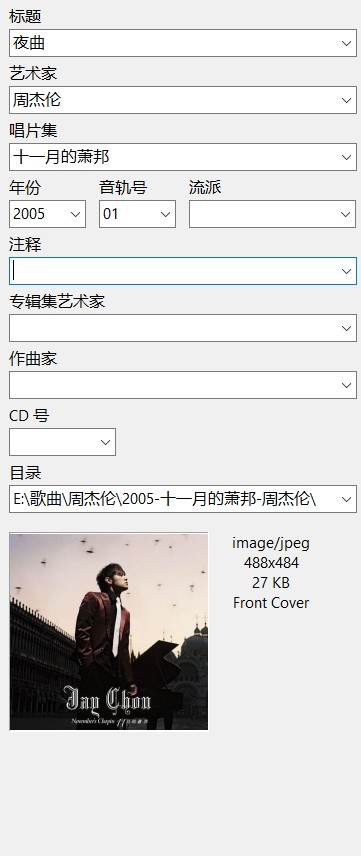 标题
夜曲
艺术家
周杰伦
唱片集
十一月的萧邦
年份 音轨号 流派
2005 01
注释
专辑集艺术家
作曲家
CD 号
目录
E:\歌曲\周杰伦\2005-十一月的萧邦-周杰伦\
image/jpeg
488x484
27 KB
Front Cover
Jay Chou
November's Chopin 11月的蕭邦